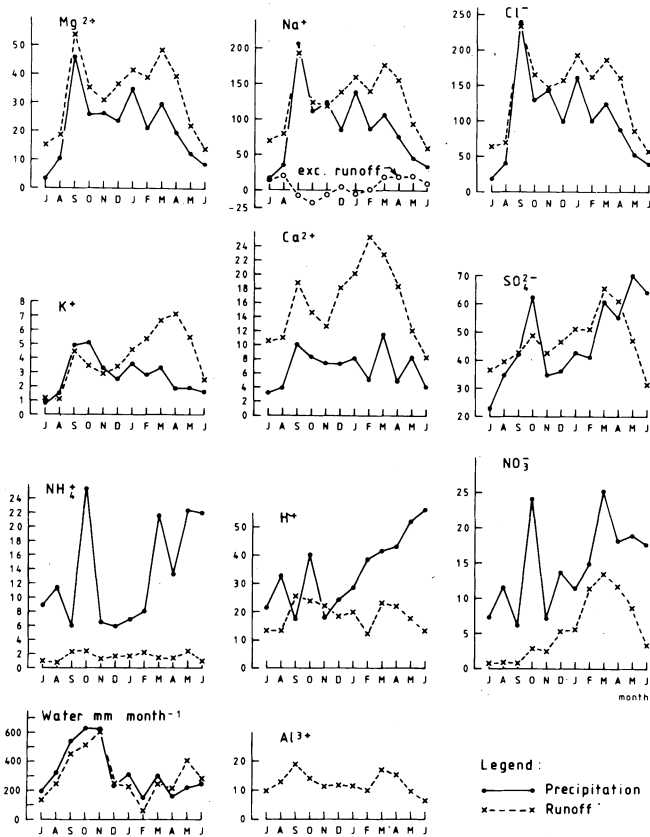 Mg²⁺
50
40
30
20
10
0
J A S O N D J F M A M J
Na⁺
200
150
100
50
0
-25
exc. runoff
J A S O N D J F M A M J
Cl⁻
250
200
150
100
50
0
J A S O N D J F M A M J
K⁺
8
7
6
5
4
3
2
1
0
J A S O N D J F M A M J
Ca²⁺
26
24
22
20
18
16
14
12
10
8
6
4
2
0
J A S O N D J F M A M J
SO₄²⁻
70
60
50
40
30
20
J A S O N D J F M A M J
NH₄⁺
24
22
20
18
16
14
12
10
8
6
4
2
0
J A S O N D J F M A M J
H⁺
50
40
30
20
10
0
J A S O N D J F M A M J
NO₃⁻
25
20
15
10
5
0
J A S O N D J F M A M J
month
Water mm month⁻¹
600
400
200
0
J A S O N D J F M A M J
Al³⁺
20
10
0
J A S O N D J F M A M J
Legend :
Precipitation
Runoff